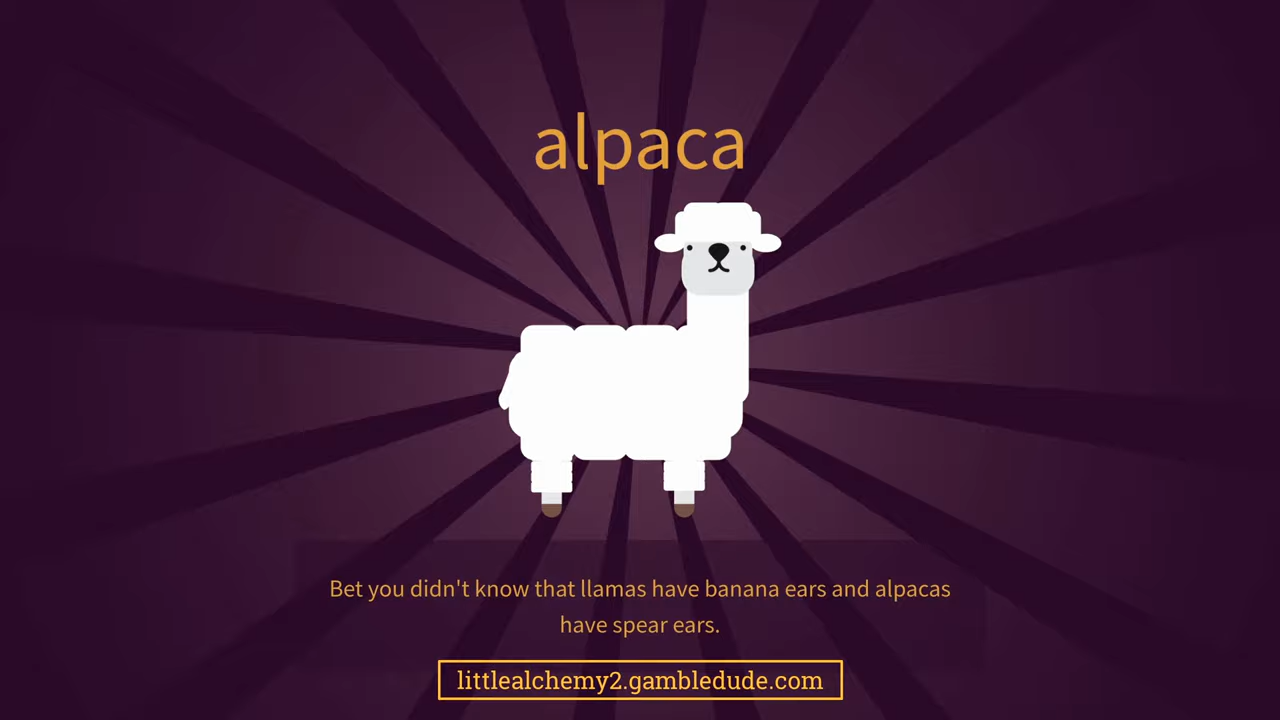 alpaca
Bet you didn't know that llamas have banana ears and alpacas
have spear ears.
littlealchemy2.gambledude.com